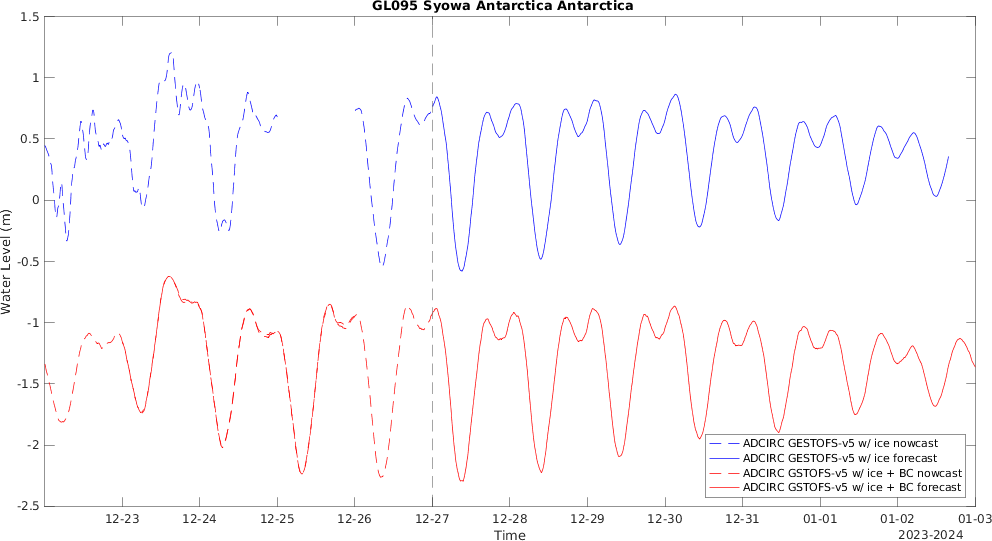 GL095 Syowa Antarctica Antarctica
1.5
1
0.5
0
-0.5
-1
-1.5
-2
-2.5
Water Level (m)
ADCIRC GESTOFS-v5 w/ ice nowcast
ADCIRC GESTOFS-v5 w/ ice forecast
ADCIRC GSTOFS-v5 w/ ice + BC nowcast
ADCIRC GSTOFS-v5 w/ ice + BC forecast
12-23 12-24 12-25 12-26 12-27 12-28 12-29 12-30 12-31 01-01 01-02 01-03
Time
2023-2024